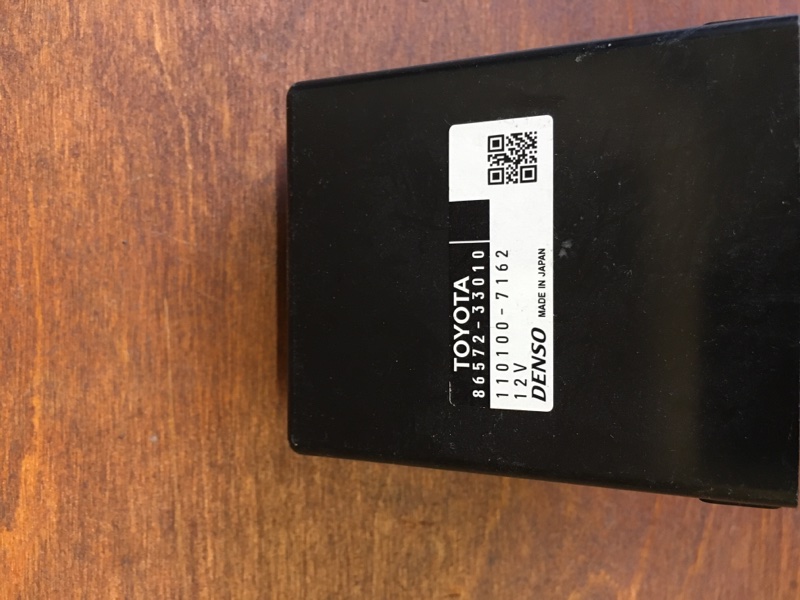 TOYOTA
86572-33010
110100-7162
12V
DENSO MADE IN JAPAN